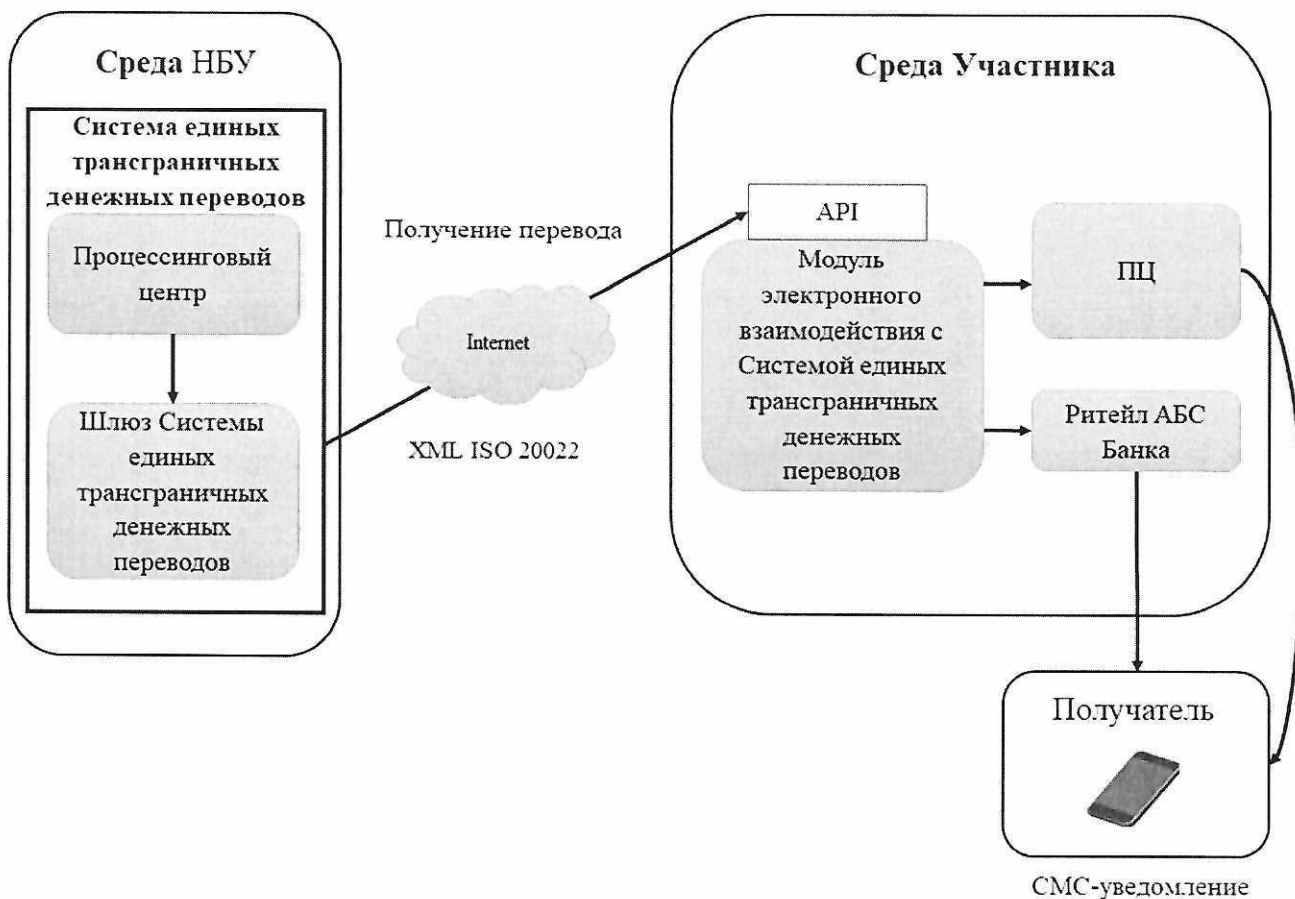 Среда НБУ
Система единых
трансграничных
денежных переводов
Процессинговый
центр
Шлюз Системы
единых
трансграничных
денежных
переводов
Получение перевода
Internet
XML ISO 20022
Среда Участника
API
Модуль
электронного
взаимодействия с
Системой единых
трансграничных
денежных
переводов
ПЦ
Ритейл АБС
Банка
Получатель
СМС-уведомление